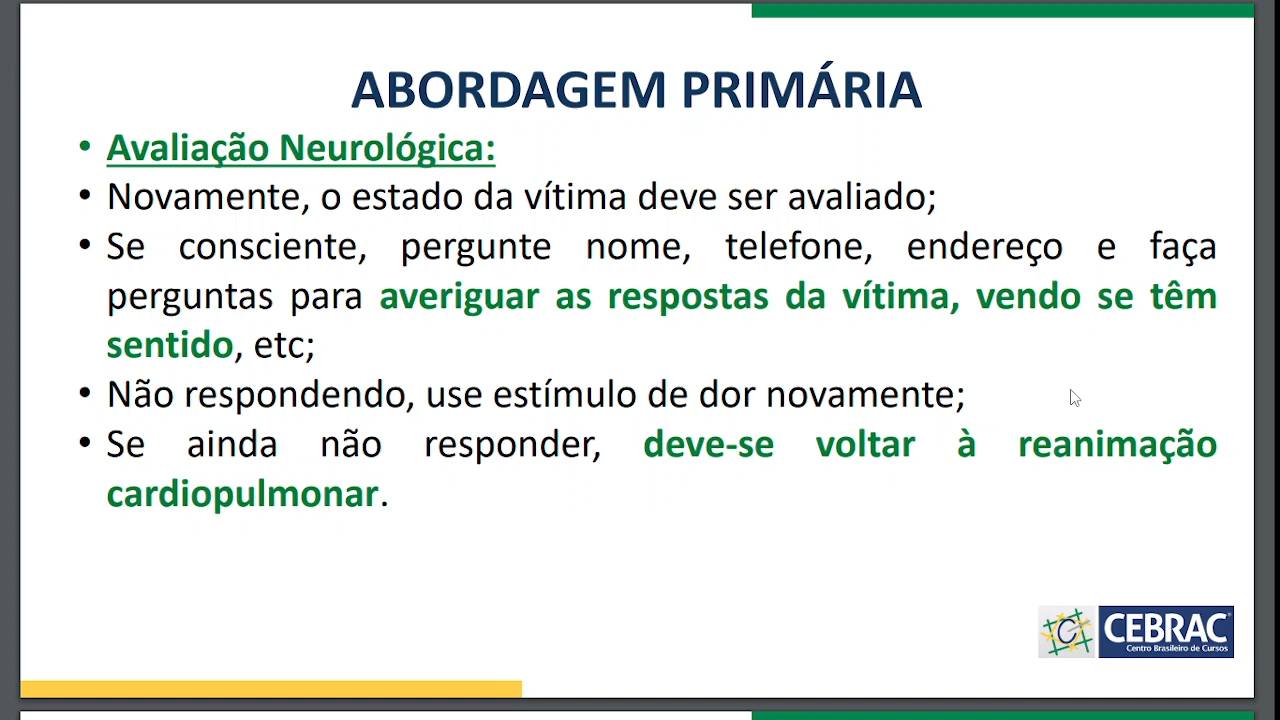 ABORDAGEM PRIMÁRIA
• Avaliação Neurológica:
• Novamente, o estado da vítima deve ser avaliado;
• Se consciente, pergunte nome, telefone, endereço e faça
perguntas para averiguar as respostas da vítima, vendo se têm
sentido, etc;
• Não respondendo, use estímulo de dor novamente;
• Se ainda não responder, deve-se voltar à reanimação
cardiopulmonar.
C CEBRAC
Centro Brasileiro de Cursos